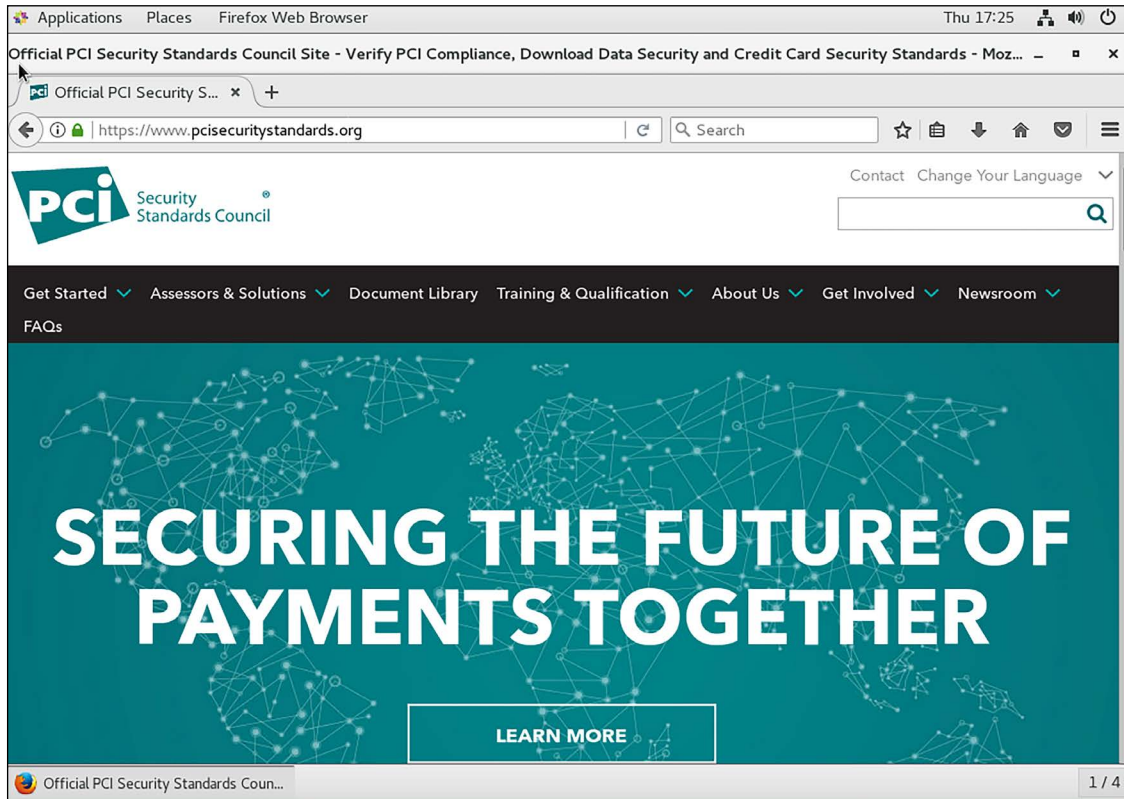 Applications Places Firefox Web Browser Thu 17:25
Official PCI Security Standards Council Site - Verify PCI Compliance, Download Data Security and Credit Card Security Standards - Moz...
Official PCI Security S...
https://www.pcisecuritystandards.org Search
Contact Change Your Language
PCi Security ®
Standards Council
Get Started Assessors & Solutions Document Library Training & Qualification About Us Get Involved Newsroom
FAQs
SECURING THE FUTURE OF
PAYMENTS TOGETHER
LEARN MORE
Official PCI Security Standards Coun... 1 / 4